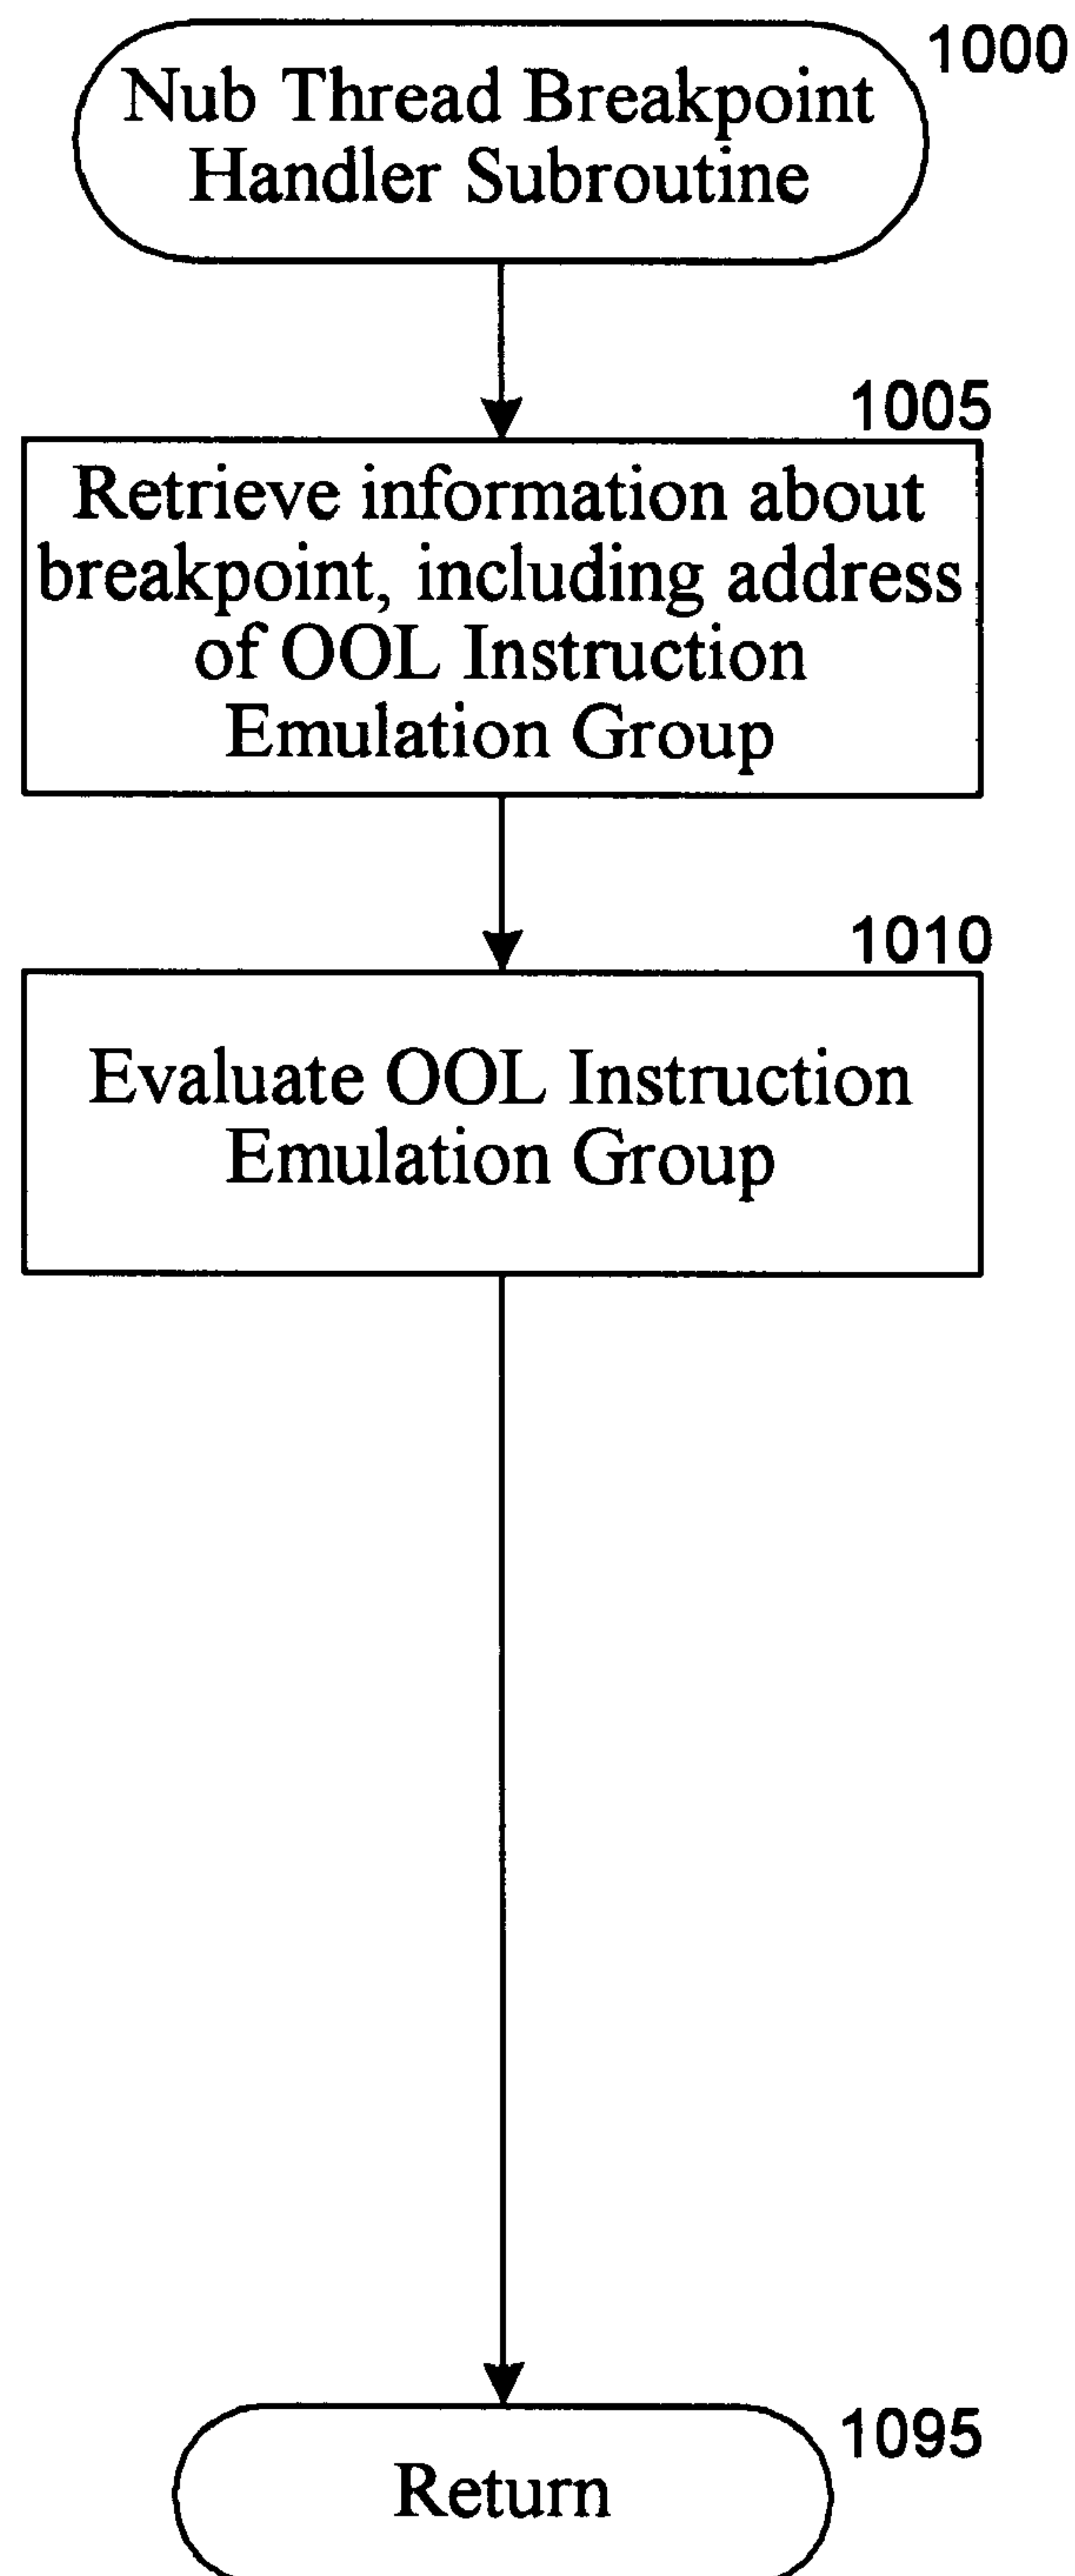 1000
Nub Thread Breakpoint
Handler Subroutine
1005
Retrieve information about
breakpoint, including address
of OOL Instruction
Emulation Group
1010
Evaluate OOL Instruction
Emulation Group
1095
Return